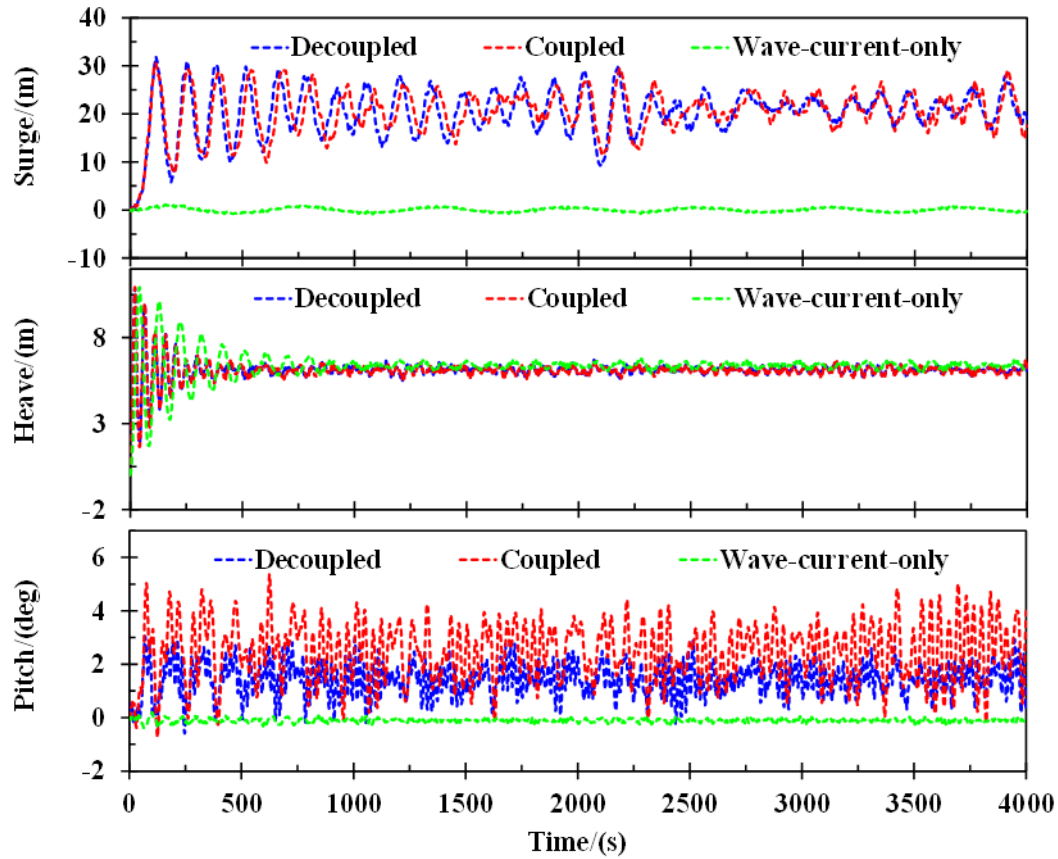 40
Decoupled Coupled Wave-current-only
30
20
10
0
-10
Surge/(m)
Decoupled Coupled Wave-current-only
8
3
-2
Heave/(m)
6
Decoupled Coupled Wave-current-only
4
2
0
-2
Pitch/(deg)
0 500 1000 1500 2000 2500 3000 3500 4000
Time/(s)